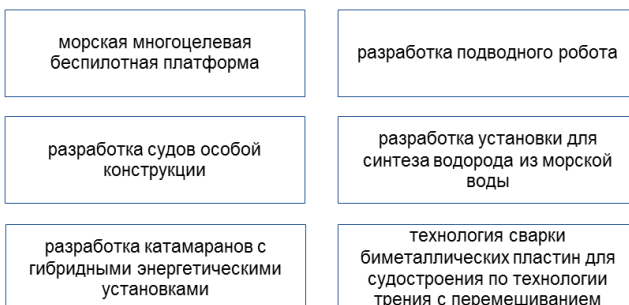 морская многоцелевая
беспилотная платформа
разработка подводного робота
разработка судов особой
конструкции
разработка установки для
синтеза водорода из морской
воды
разработка катамаранов с
гибридными энергетическими
установками
технология сварки
биметаллических пластин для
судостроения по технологии
трения с перемешиванием